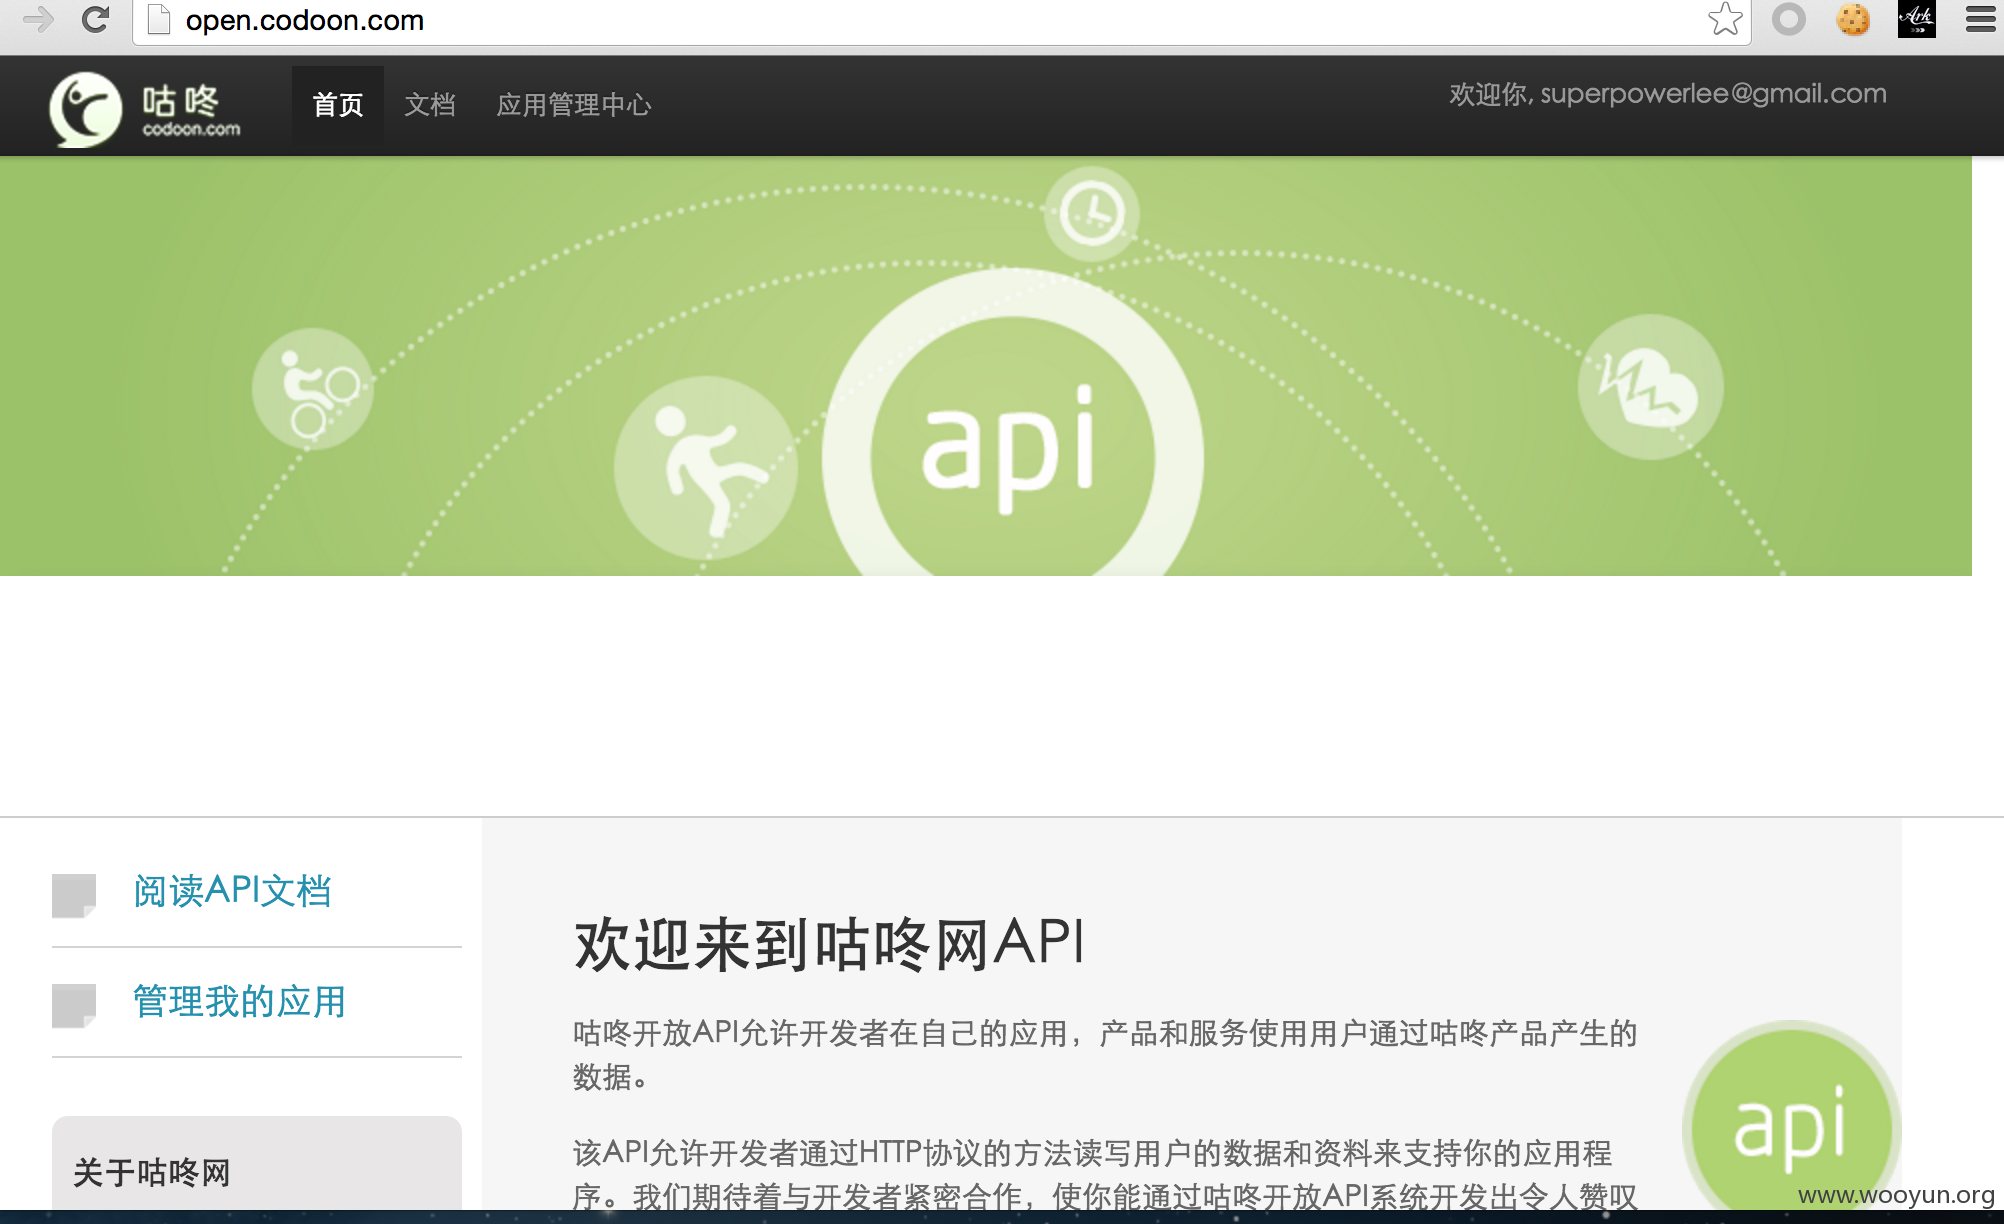 open.codoon.com
Ark
咕咚
codoon.com
首页
文档
应用管理中心
欢迎你, superpowerlee@gmail.com
api
阅读API文档
管理我的应用
关于咕咚网
欢迎来到咕咚网API
咕咚开放API允许开发者在自己的应用，产品和服务使用用户通过咕咚产品产生的
数据。
该API允许开发者通过HTTP协议的方法读写用户的数据和资料来支持你的应用程
序。我们期待着与开发者紧密合作，使你能通过咕咚开放API系统开发出令人赞叹
api
www.wooyun.org